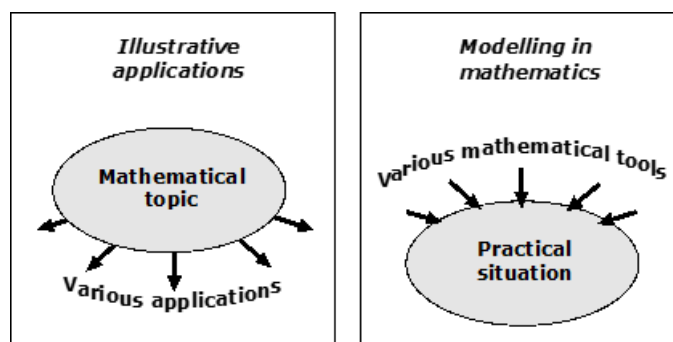 Illustrative
applications
Mathematical
topic
Various applications
Modelling in
mathematics
Various mathematical tools
Practical
situation